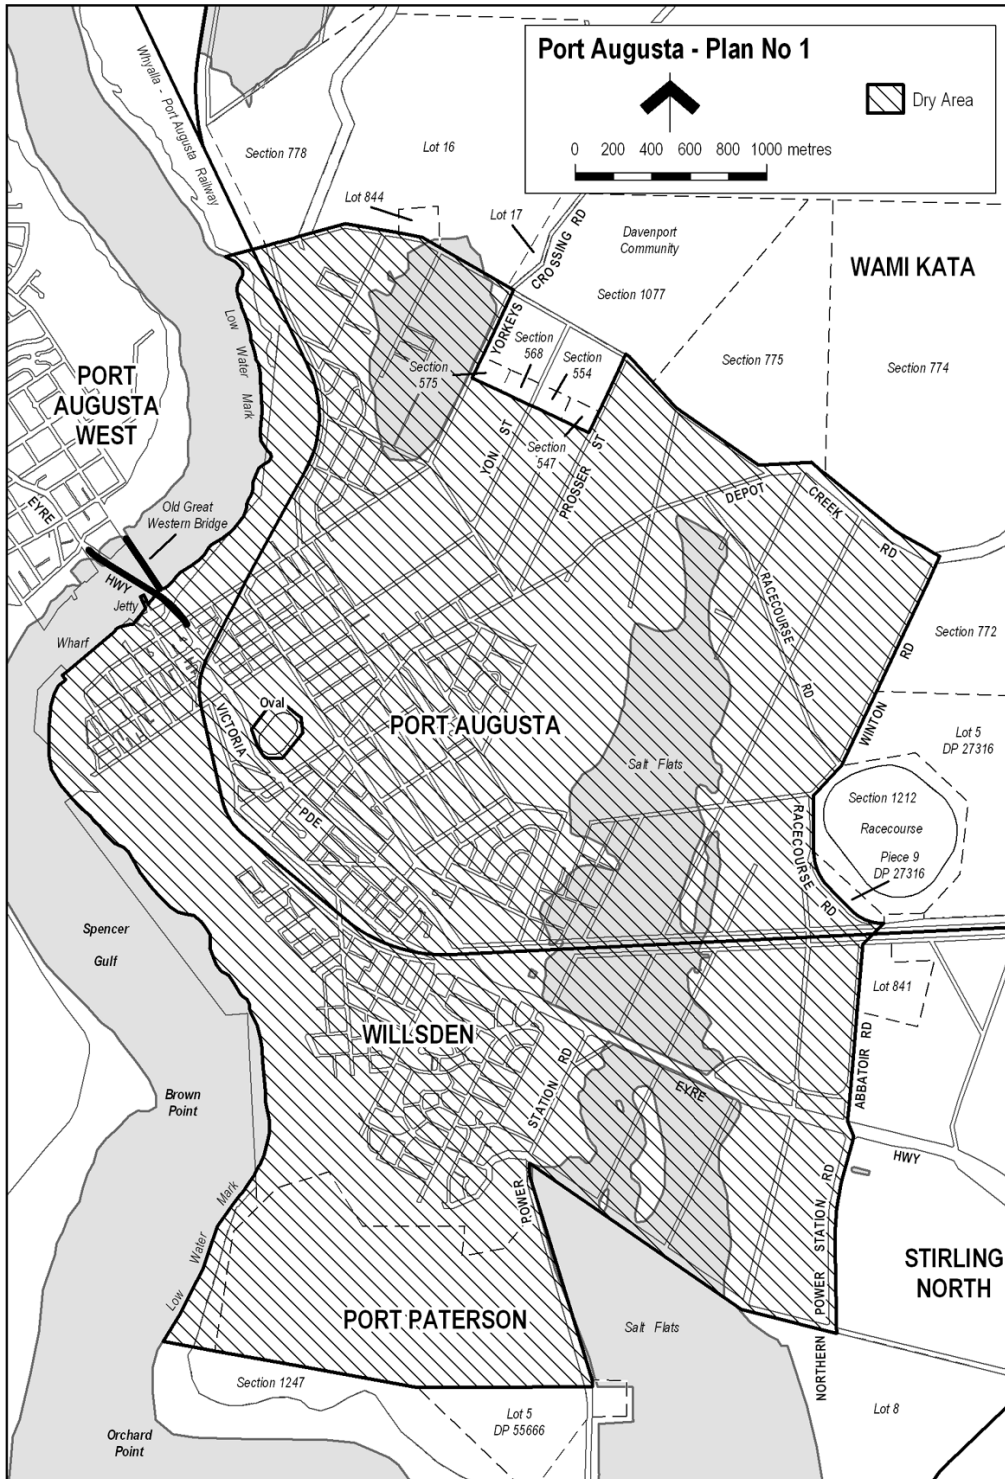 Port Augusta - Plan No 1
Dry Area
0 200 400 600 800 1000 metres
Whyalla - Port Augusta Railway
Section 778
Lot 16
Lot 844
Lot 17
YORKEYS CROSSING RD
Davenport
Community
Section 1077
WAMI KATA
Section 775
Section 774
Section
568
Section
554
Section
575
Section
547
YON ST
PROSSER ST
Low Water Mark
PORT
AUGUSTA
WEST
EYRE HWY
Old Great
Western Bridge
Jetty
Wharf
DEPOT CREEK RD
RACECOURSE RD
WINTON RD
Section 772
Lot 5
DP 27316
Oval
VICTORIA PDE
PORT AUGUSTA
Salt Flats
Section 1212
Racecourse
Piece 9
DP 27316
RACECOURSE RD
Spencer
Gulf
Lot 841
WILLSDEN
ABBATOIR RD
Brown
Point
POWER STATION RD
EYRE HWY
Low Water Mark
NORTHERN POWER STATION RD
STIRLING
NORTH
PORT PATERSON
Salt Flats
Section 1247
Lot 5
DP 55666
Lot 8
Orchard
Point